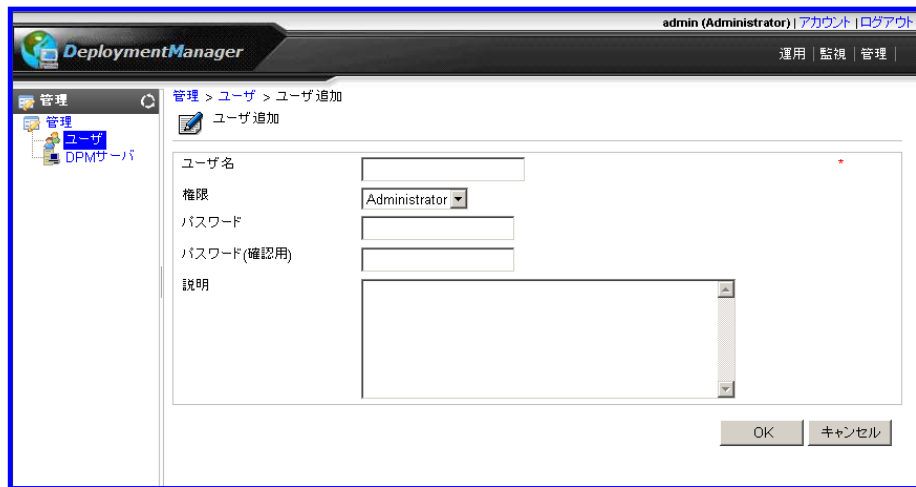 admin (Administrator) | アカウント | ログアウト
DeploymentManager
運用 | 監視 | 管理 |
管理
管理
ユーザ
DPMサーバ
管理 > ユーザ > ユーザ追加
ユーザ追加
ユーザ名 *
権限 Administrator
パスワード
パスワード(確認用)
説明
OK キャンセル